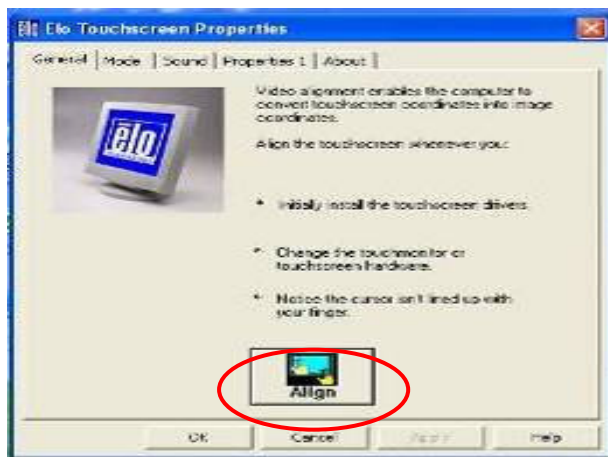 Elo Touchscreen Properties
General Mode Sound Properties 1 About
Video alignment enables the computer to
convert touchscreen coordinates into image
coordinates.
Align the touchscreen whenever you:
elo
* Initially install the touchscreen drivers
* Change the touchmonitor or
touchscreen hardware.
* Notice the cursor isn't lined up with
your finger.
Align
OK Cancel Apply Help